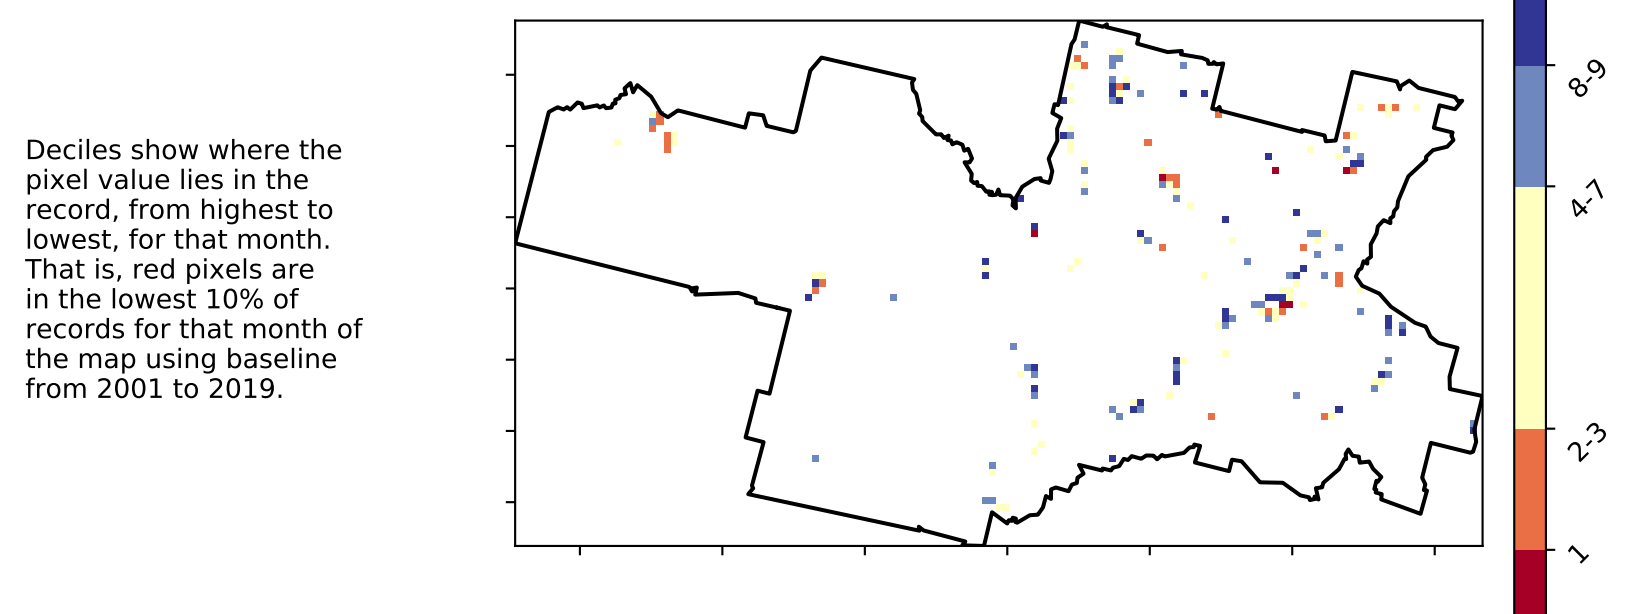 Deciles show where the
pixel value lies in the
record, from highest to
lowest, for that month.
That is, red pixels are
in the lowest 10% of
records for that month of
the map using baseline
from 2001 to 2019.
8-9
4-7
2-3
1